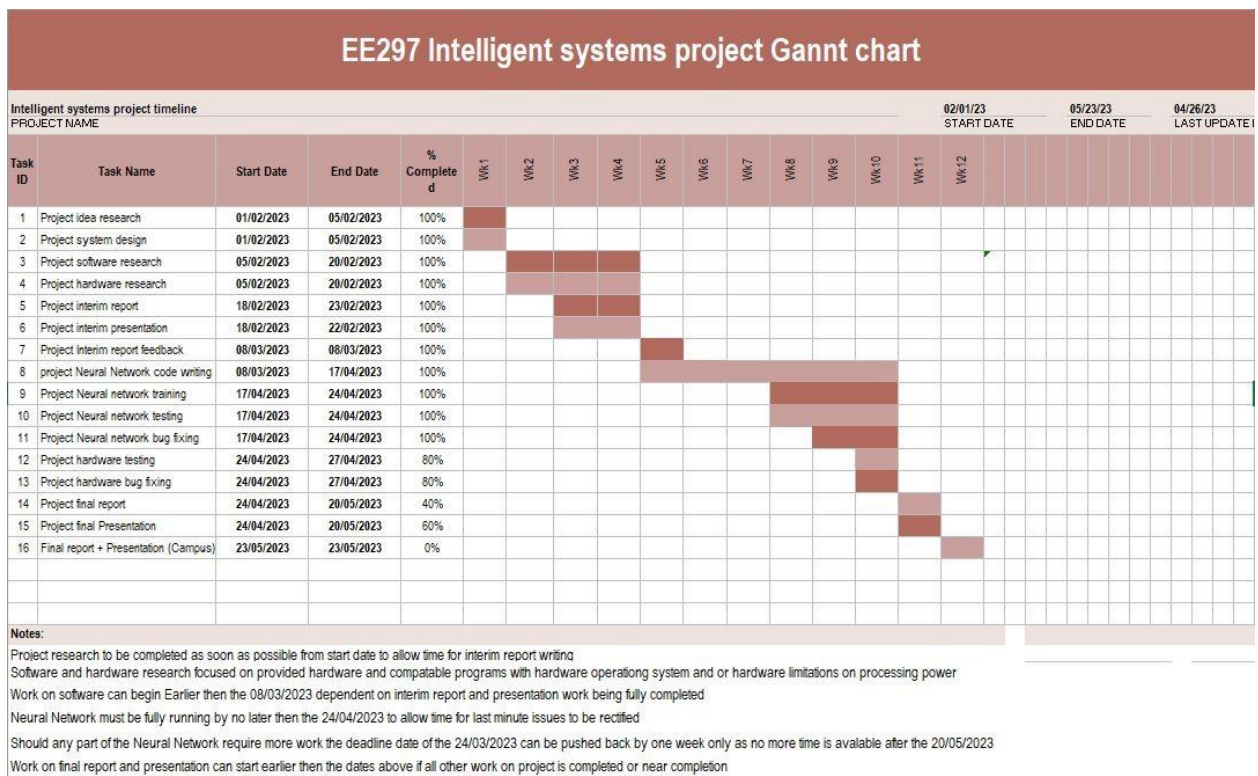 EE297 Intelligent systems project Gannt chart
Intelligent systems project timeline 02/01/23 05/23/23 04/26/23
PROJECT NAME START DATE END DATE LAST UPDATE
Task ID Task Name Start Date End Date % Completed Wk1 Wk2 Wk3 Wk4 Wk5 Wk6 Wk7 Wk8 Wk9 Wk10 Wk11 Wk12
1 Project idea research 01/02/2023 05/02/2023 100%
2 Project system design 01/02/2023 05/02/2023 100%
3 Project software research 05/02/2023 20/02/2023 100%
4 Project hardware research 05/02/2023 20/02/2023 100%
5 Project interim report 18/02/2023 23/02/2023 100%
6 Project interim presentation 18/02/2023 22/02/2023 100%
7 Project Interim report feedback 08/03/2023 08/03/2023 100%
8 project Neural Network code writing 08/03/2023 17/04/2023 100%
9 Project Neural network training 17/04/2023 24/04/2023 100%
10 Project Neural network testing 17/04/2023 24/04/2023 100%
11 Project Neural network bug fixing 17/04/2023 24/04/2023 100%
12 Project hardware testing 24/04/2023 27/04/2023 80%
13 Project hardware bug fixing 24/04/2023 27/04/2023 80%
14 Project final report 24/04/2023 20/05/2023 40%
15 Project final Presentation 24/04/2023 20/05/2023 60%
16 Final report + Presentation (Campus) 23/05/2023 23/05/2023 0%
Notes:
Project research to be completed as soon as possible from start date to allow time for interim report writing
Software and hardware research focused on provided hardware and compatable programs with hardware operationg system and or hardware limitations on processing power
Work on software can begin Earlier then the 08/03/2023 dependent on interim report and presentation work being fully completed
Neural Network must be fully running by no later then the 24/04/2023 to allow time for last minute issues to be rectified
Should any part of the Neural Network require more work the deadline date of the 24/03/2023 can be pushed back by one week only as no more time is avalable after the 20/05/2023
Work on final report and presentation can start earlier then the dates above if all other work on project is completed or near completion